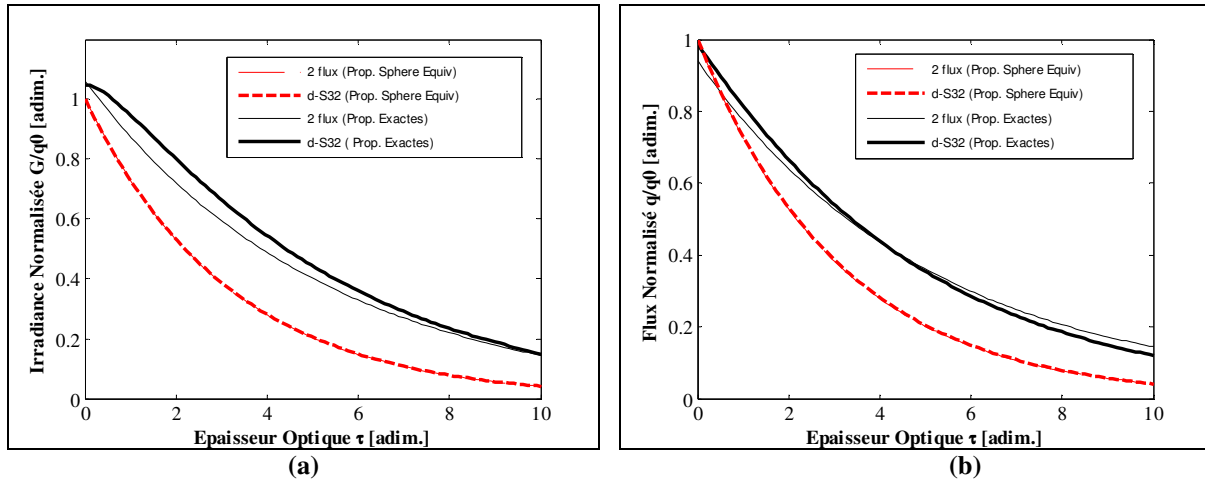 Irradiance Normalisée G/q0 [adim.]
1
0.8
0.6
0.4
0.2
0
2 flux (Prop. Sphere Equiv)
d-S32 (Prop. Sphere Equiv)
2 flux (Prop. Exactes)
d-S32 ( Prop. Exactes)
0 2 4 6 8 10
Epaisseur Optique τ [adim.]
(a)
Flux Normalisé q/q0 [adim.]
1
0.8
0.6
0.4
0.2
0
2 flux (Prop. Sphere Equiv)
d-S32 (Prop. Sphere Equiv)
2 flux (Prop. Exactes)
d-S32 (Prop. Exactes)
0 2 4 6 8 10
Epaisseur Optique τ [adim.]
(b)